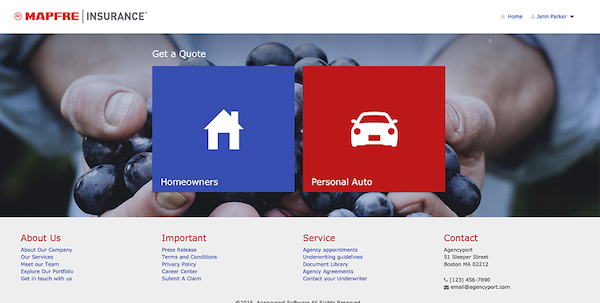 MAPFRE | INSURANCE
Home
Jenn Parker
Get a Quote
Homeowners
Personal Auto
About Us
About Our Company
Our Services
Meet our Team
Explore Our Portfolio
Get in touch with us
Important
Press Release
Terms and Conditions
Privacy Policy
Career Center
Submit A Claim
Service
Agency appointments
Underwriting guidelines
Document Library
Agency Agreements
Contact your Underwriter
Contact
Agencyport
51 Sleeper Street
Boston MA 02212
(123) 456-7890
email@agencyport.com
©2015, Agencyport Software All Rights Reserved